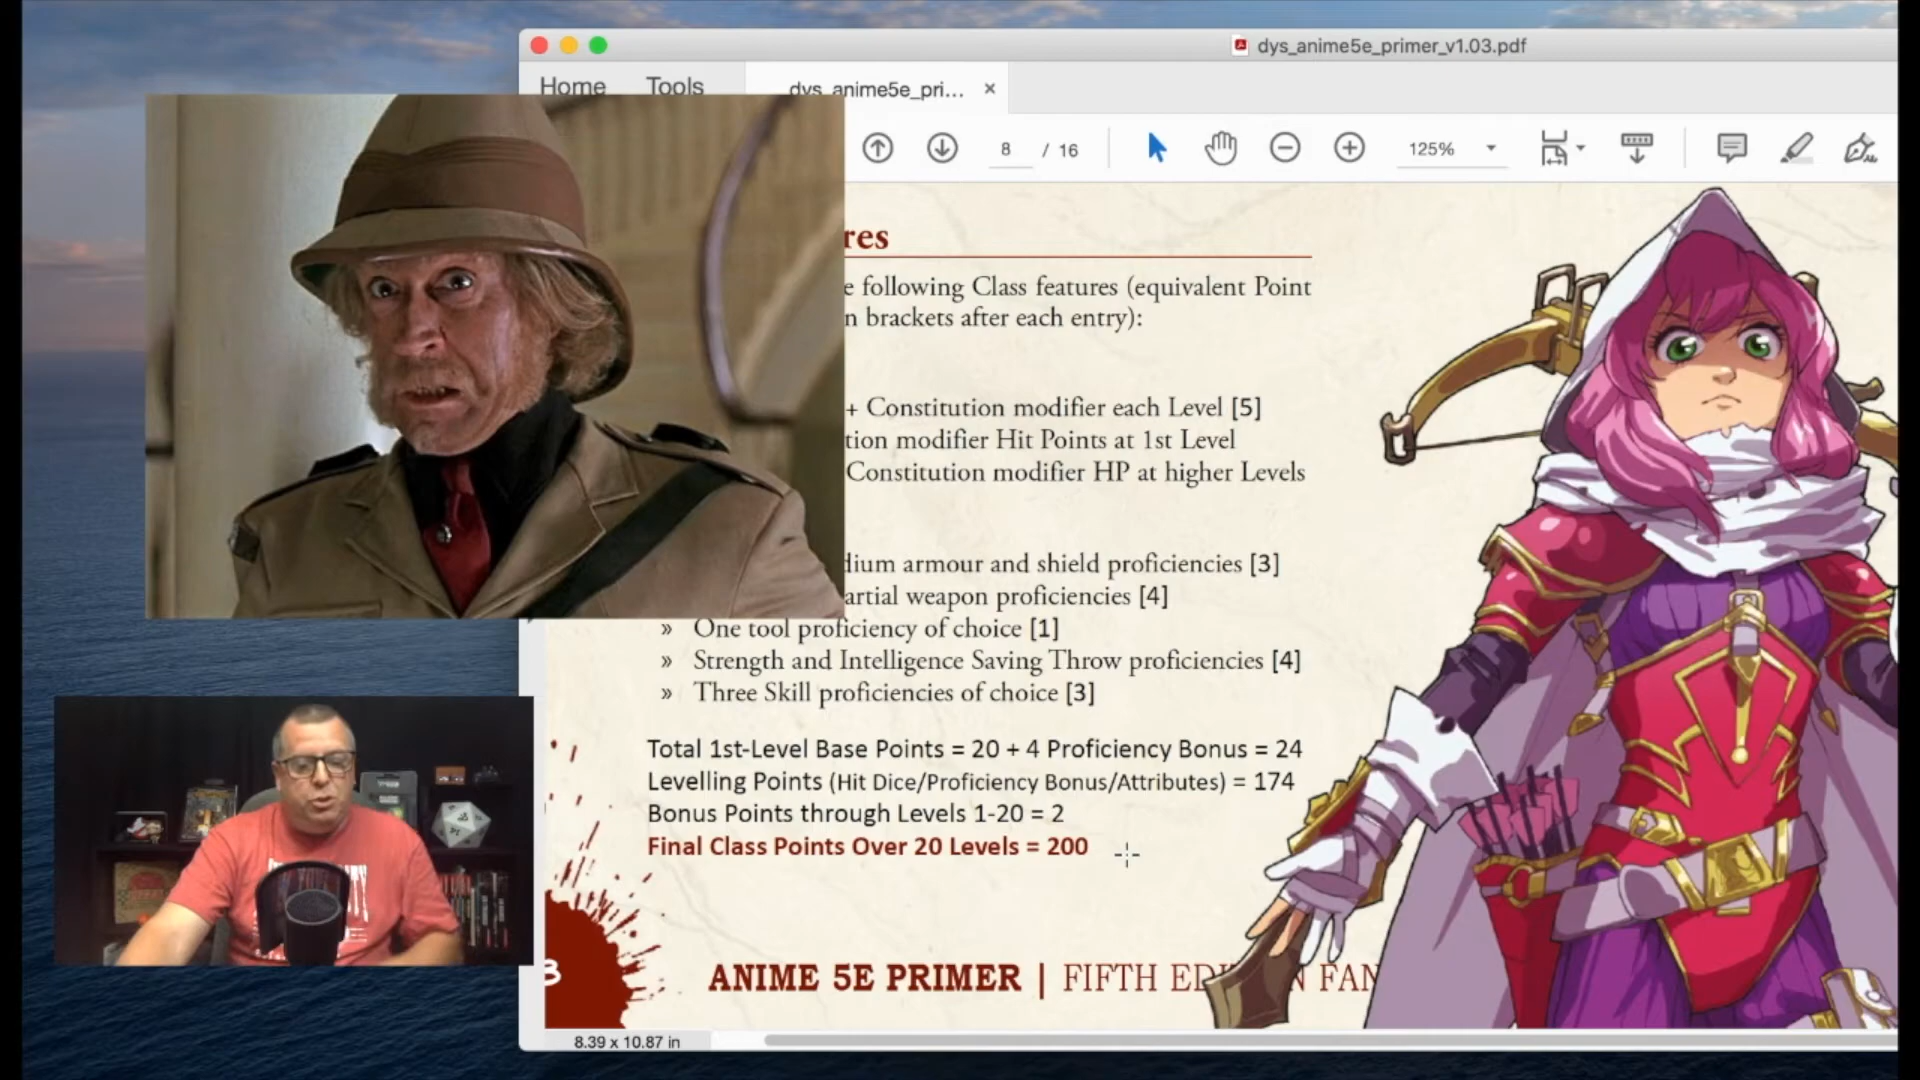 dys_anime5e_primer_v1.03.pdf
Home Tools dys_anime5e_pri... ×
8 / 16 125%
res
e following Class features (equivalent Point
n brackets after each entry):
+ Constitution modifier each Level [5]
tion modifier Hit Points at 1st Level
Constitution modifier HP at higher Levels
dium armour and shield proficiencies [3]
artial weapon proficiencies [4]
» One tool proficiency of choice [1]
» Strength and Intelligence Saving Throw proficiencies [4]
» Three Skill proficiencies of choice [3]
Total 1st-Level Base Points = 20 + 4 Proficiency Bonus = 24
Levelling Points (Hit Dice/Proficiency Bonus/Attributes) = 174
Bonus Points through Levels 1-20 = 2
Final Class Points Over 20 Levels = 200
ANIME 5E PRIMER | FIFTH EDITION FAN
8.39 x 10.87 in